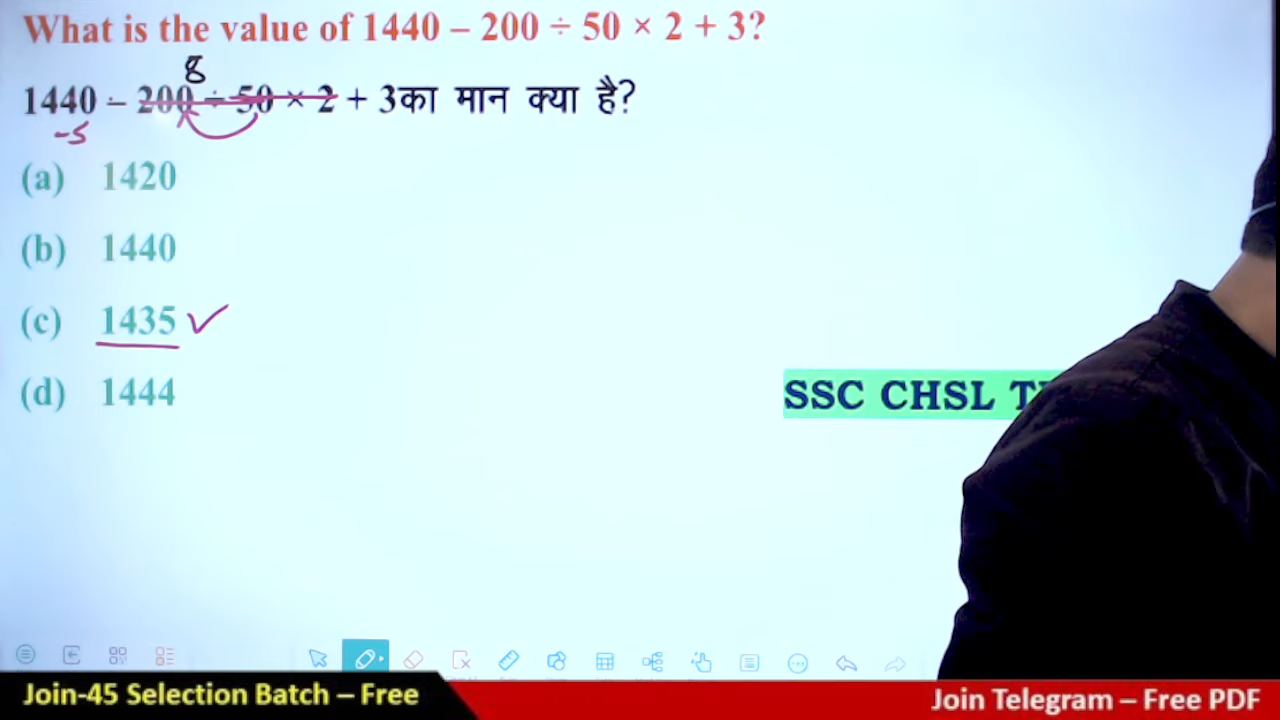 What is the value of 1440 – 200 ÷ 50 × 2 + 3?
8
1440 – 200 ÷ 50 × 2 + 3का मान क्या है?
-5
(a) 1420
(b) 1440
(c) 1435 ✓
(d) 1444
SSC CHSL
Join-45 Selection Batch – Free
Join Telegram – Free PDF